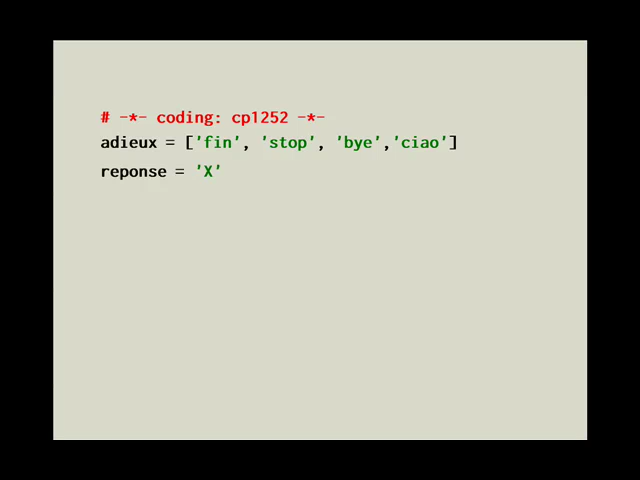 # -*- coding: cp1252 -*-
adieux = ['fin', 'stop', 'bye','ciao']
reponse = 'X'